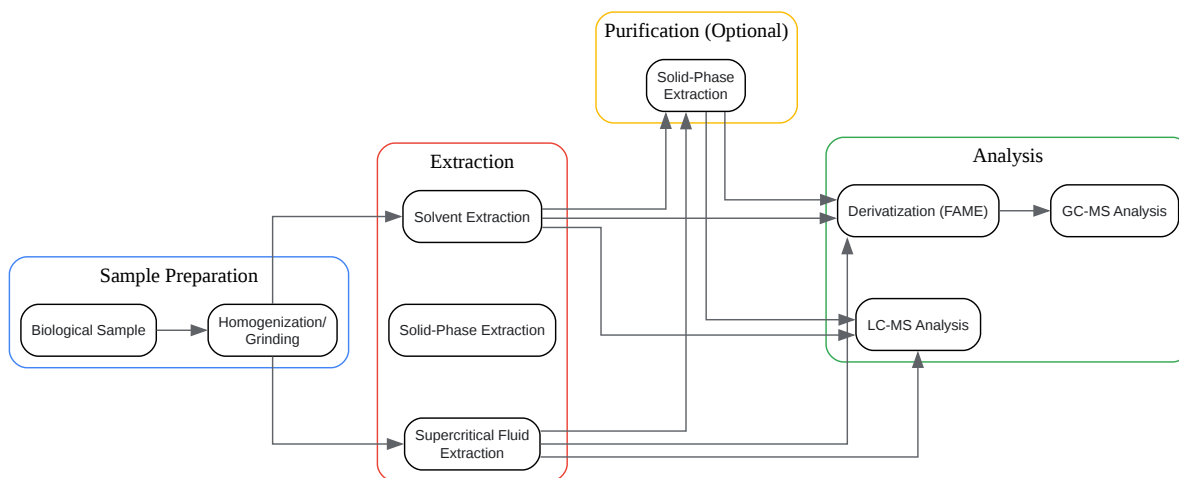 Purification (Optional)
Solid-Phase
Extraction
Extraction
Analysis
Solvent Extraction
Derivatization (FAME)
GC-MS Analysis
Sample Preparation
Biological Sample
Homogenization/
Grinding
Solid-Phase Extraction
LC-MS Analysis
Supercritical Fluid
Extraction